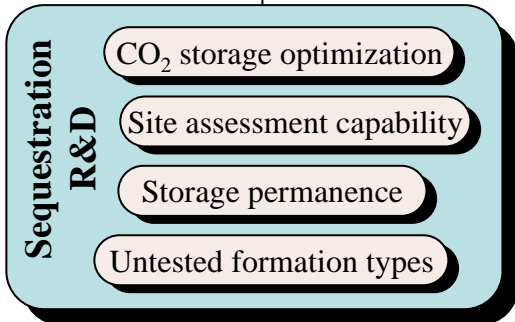 Sequestration
R&D
CO₂ storage optimization
Site assessment capability
Storage permanence
Untested formation types